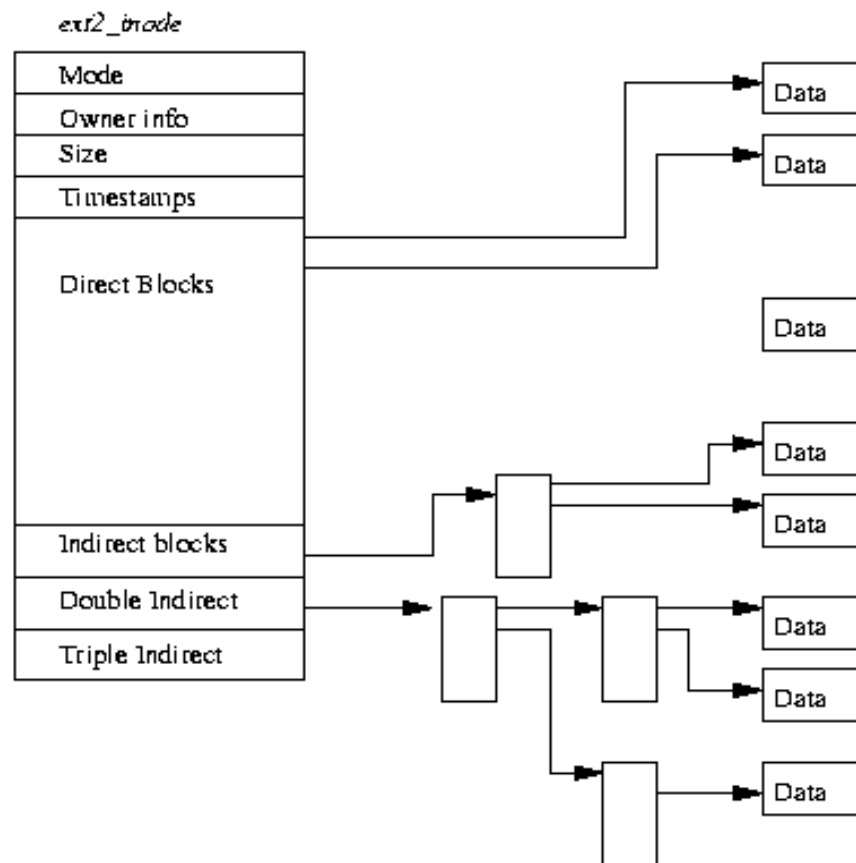 ext2_inode
Mode
Owner info
Size
Timestamps
Direct Blocks
Indirect blocks
Double Indirect
Triple Indirect
Data
Data
Data
Data
Data
Data
Data
Data